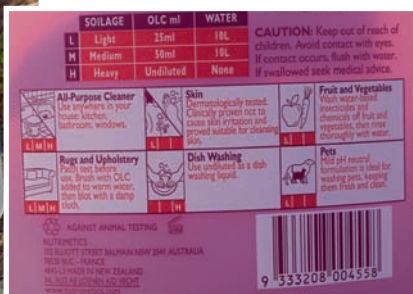 SOILAGE OLC ml WATER
L Light 25ml 10L
M Medium 50ml 10L
H Heavy Undiluted None
CAUTION: Keep out of reach of
children. Avoid contact with eyes.
If contact occurs, flush with water.
If swallowed seek medical advice.
All-Purpose Cleaner
Use anywhere in your
house: kitchen,
bathroom, windows.
L M H
Skin
Dermatologically tested.
Clinically proven not to
cause skin irritation and
proved suitable for cleansing
skin.
L
Fruit and Vegetables
Wash water-based
insecticides and
chemicals off fruit and
vegetables, then rinse
thoroughly with water.
L
Rugs and Upholstery
Patch test before
use. Brush with OLC
added to warm water,
then blot with a damp
cloth.
L M H
Dish Washing
Use undiluted as a dish
washing liquid.
H
Pets
Mild pH neutral
formulation is ideal for
washing pets, keeping
them fresh and clean.
L
AGAINST ANIMAL TESTING
NUTRIMETICS
ELLIOTT STREET BALMAIN NSW 2041 AUSTRALIA
FRANCE
MADE IN NEW ZEALAND
9 333208 004558